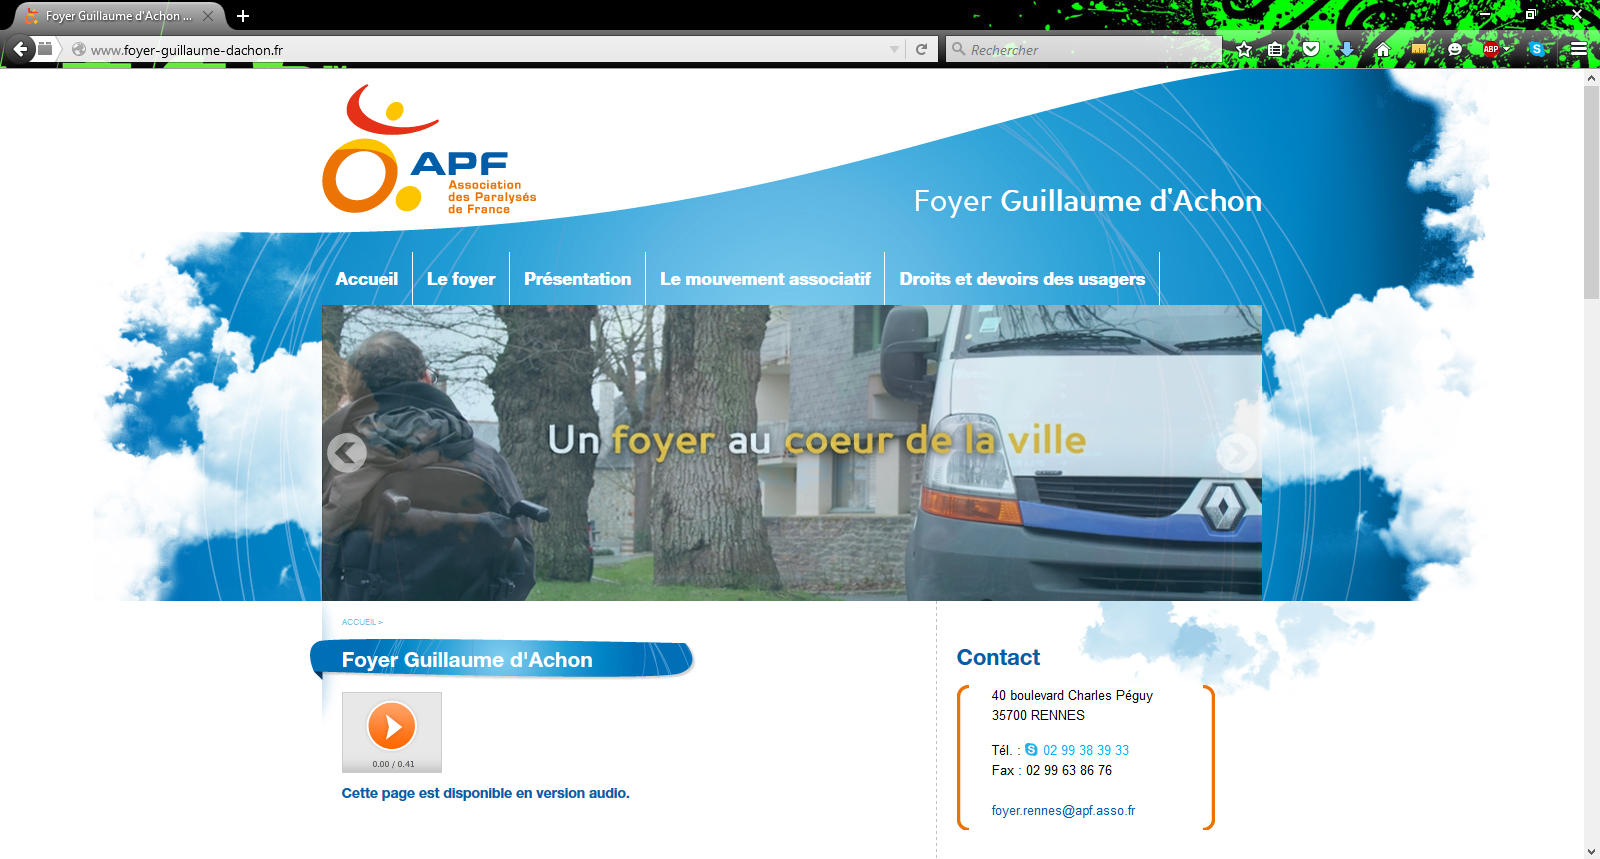 Foyer Guillaume d'Achon ...
www.foyer-guillaume-dachon.fr
Rechercher
ABP
APF
Association
des Paralysés
de France
Foyer Guillaume d'Achon
Accueil
Le foyer
Présentation
Le mouvement associatif
Droits et devoirs des usagers
Un foyer au coeur de la ville
ACCUEIL >
Foyer Guillaume d'Achon
0.00 / 0.41
Cette page est disponible en version audio.
Contact
40 boulevard Charles Péguy
35700 RENNES
Tél. : 02 99 38 39 33
Fax : 02 99 63 86 76
foyer.rennes@apf.asso.fr